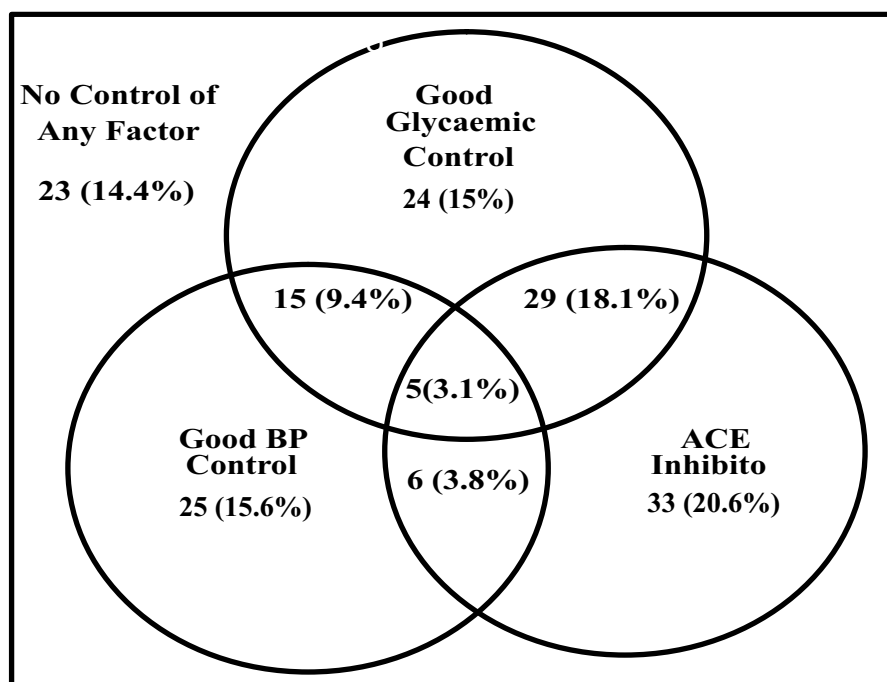 No Control of
Any Factor
23 (14.4%)
Good
Glycaemic
Control
24 (15%)
15 (9.4%)
29 (18.1%)
5(3.1%)
Good BP
Control
25 (15.6%)
6 (3.8%)
ACE
Inhibito
33 (20.6%)